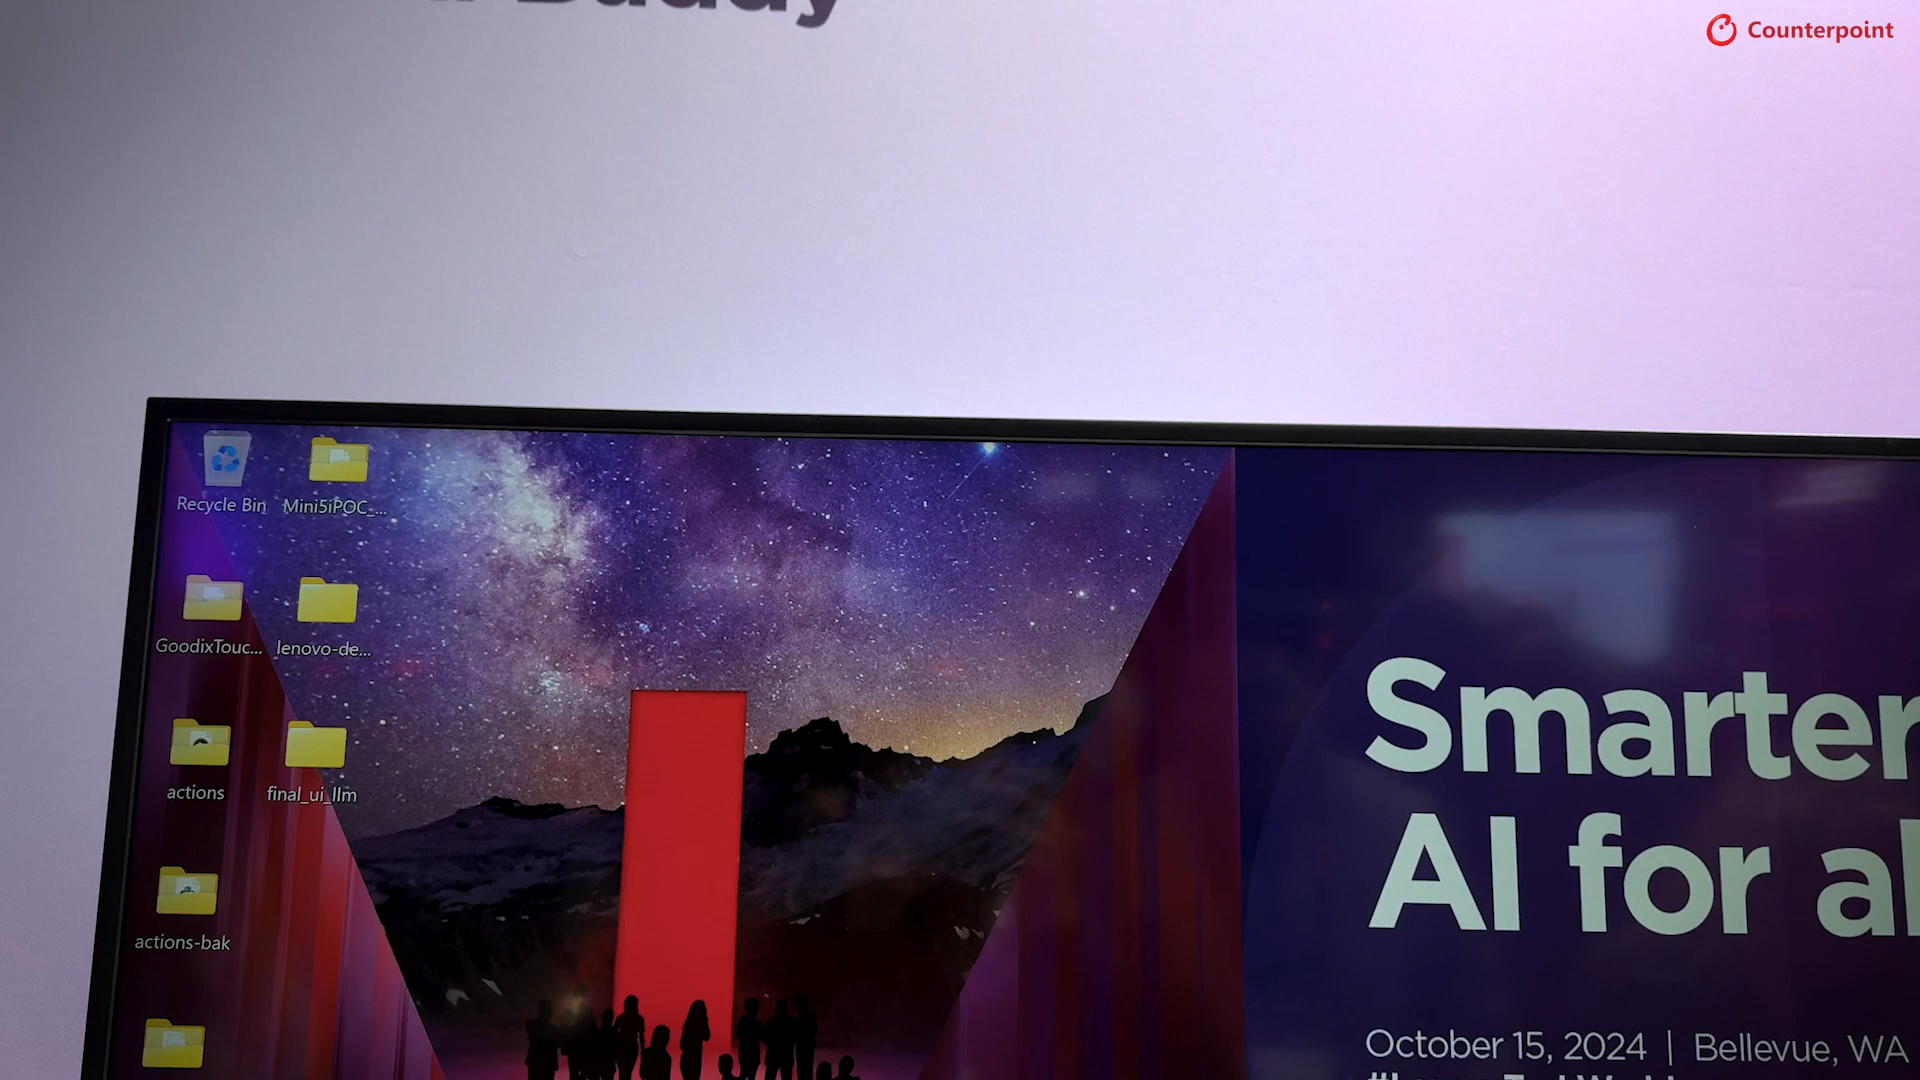 Counterpoint
Recycle Bin
Mini5iPOC_...
GoodixTouc...
lenovo-de...
actions
final_ui_llm
actions-bak
Smarter
AI for al
October 15, 2024 | Bellevue, WA